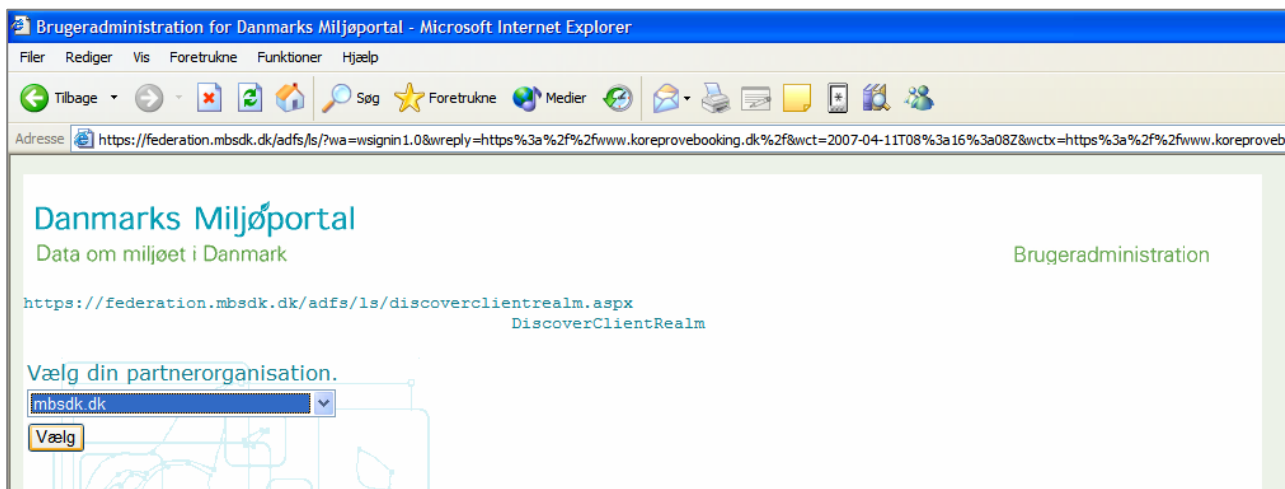 Brugeradministration for Danmarks Miljøportal - Microsoft Internet Explorer
Filer Rediger Vis Foretrukne Funktioner Hjælp
Tilbage Søg Foretrukne Medier
Adresse https://federation.mbsdk.dk/adfs/ls/?wa=wsignin1.0&wreply=https%3a%2f%2fwww.koreprovebooking.dk%2f&wct=2007-04-11T08%3a16%3a08Z&wctx=https%3a%2f%2fwww.koreproveb
Danmarks Miljøportal
Data om miljøet i Danmark Brugeradministration
https://federation.mbsdk.dk/adfs/ls/discoverclientrealm.aspx
DiscoverClientRealm
Vælg din partnerorganisation.
mbsdk.dk
Vælg